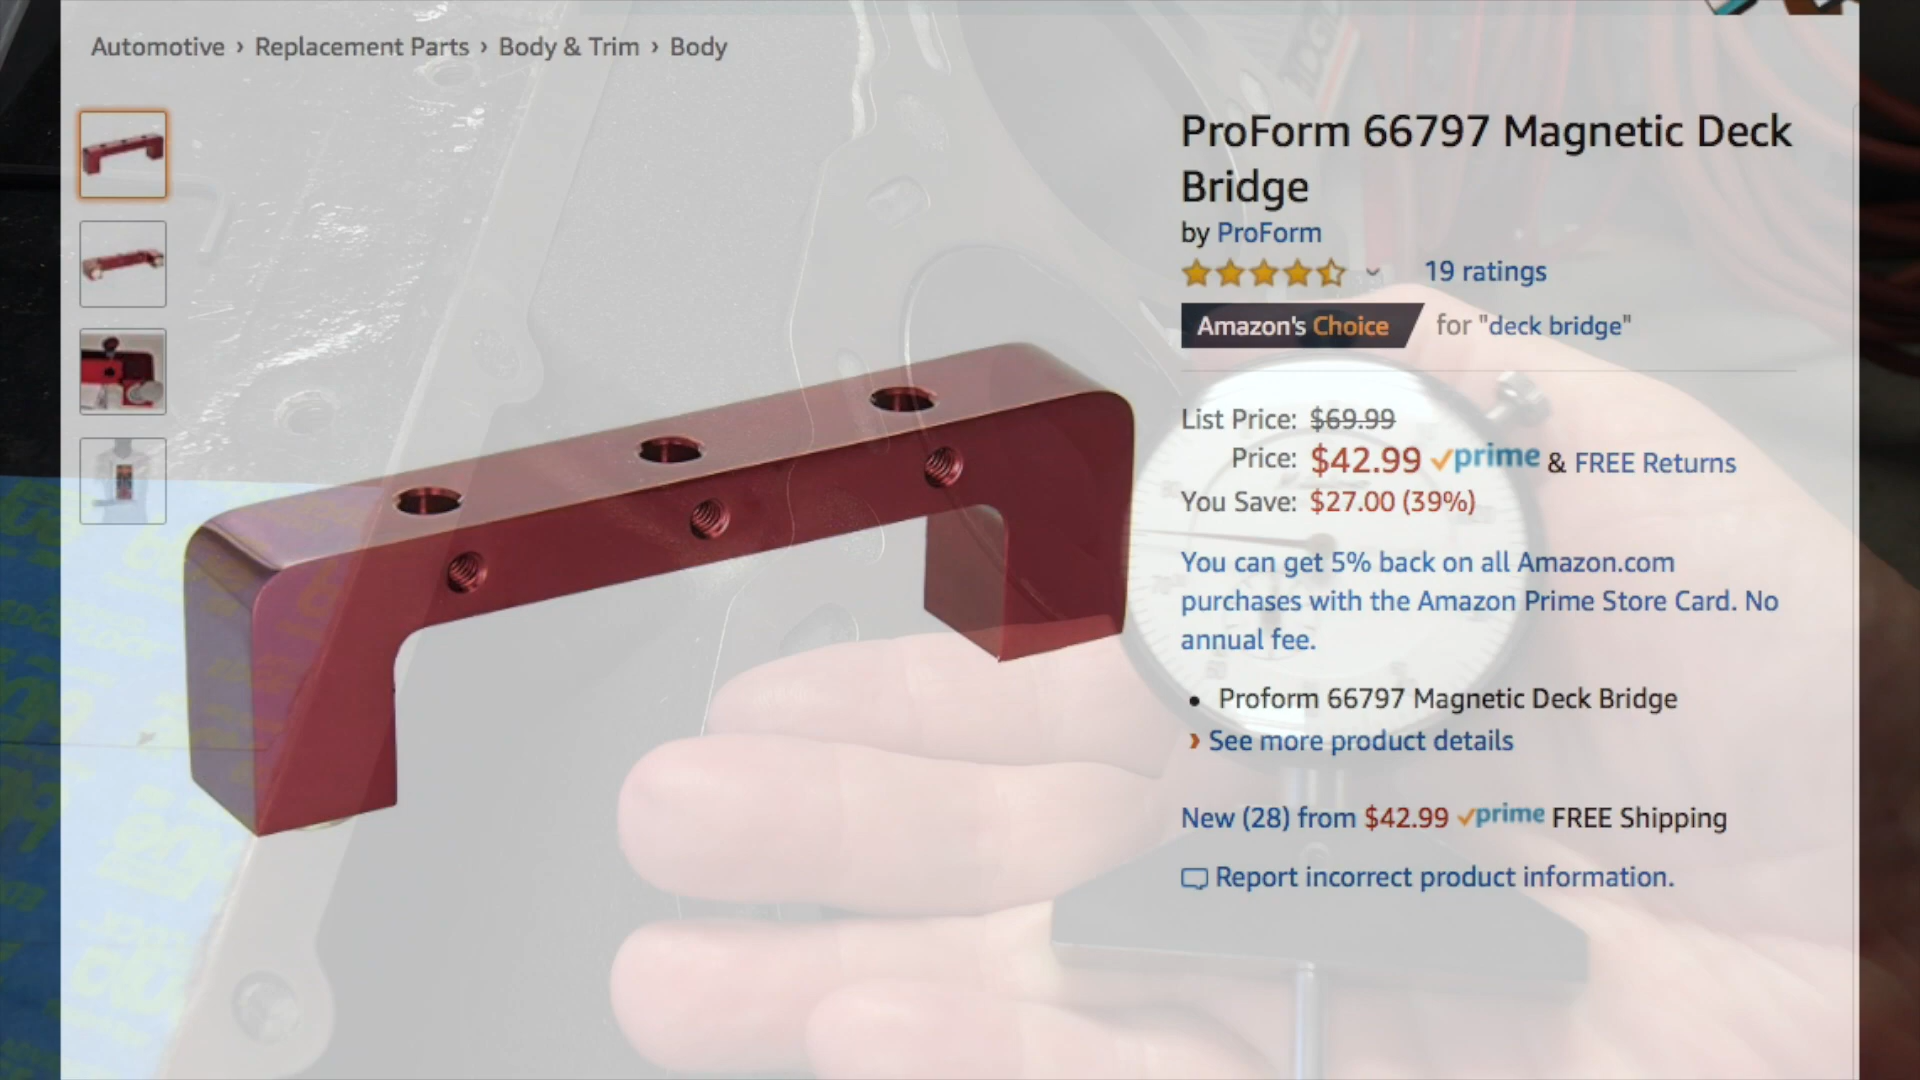 Automotive › Replacement Parts › Body & Trim › Body
ProForm 66797 Magnetic Deck
Bridge
by ProForm
19 ratings
Amazon's Choice for "deck bridge"
List Price: $69.99
Price: $42.99 prime & FREE Returns
You Save: $27.00 (39%)
You can get 5% back on all Amazon.com
purchases with the Amazon Prime Store Card. No
annual fee.
• Proform 66797 Magnetic Deck Bridge
› See more product details
New (28) from $42.99 prime FREE Shipping
Report incorrect product information.